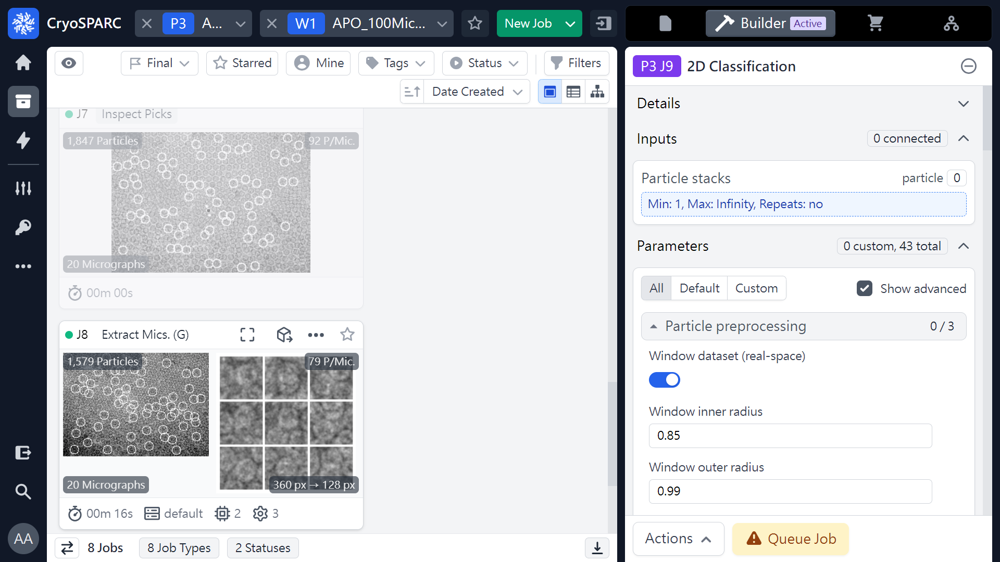 CryoSPARC
P3 A...
W1 APO_100Mic...
New Job
Builder Active
Final
Starred
Mine
Tags
Status
Filters
Date Created
J7 Inspect Picks
1,847 Particles
92 P/Mic.
20 Micrographs
00m 00s
J8 Extract Mics. (G)
1,579 Particles
79 P/Mic.
20 Micrographs
360 px → 128 px
00m 16s default 2 3
8 Jobs
8 Job Types
2 Statuses
AA
P3 J9 2D Classification
Details
Inputs
0 connected
Particle stacks
particle 0
Min: 1, Max: Infinity, Repeats: no
Parameters
0 custom, 43 total
All Default Custom
Show advanced
Particle preprocessing
0 / 3
Window dataset (real-space)
Window inner radius
0.85
Window outer radius
0.99
Actions
Queue Job